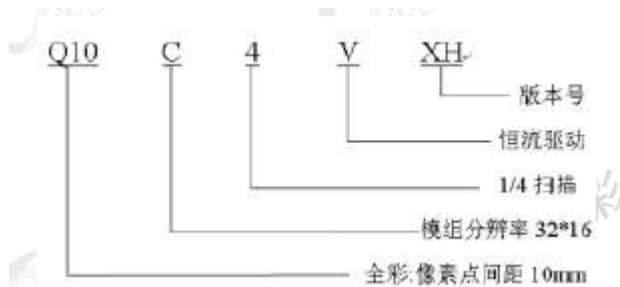 Q10 C 4 V XH
版本号
恒流驱动
1/4 扫描
模组分辨率 32*16
全彩;像素点间距 10mm